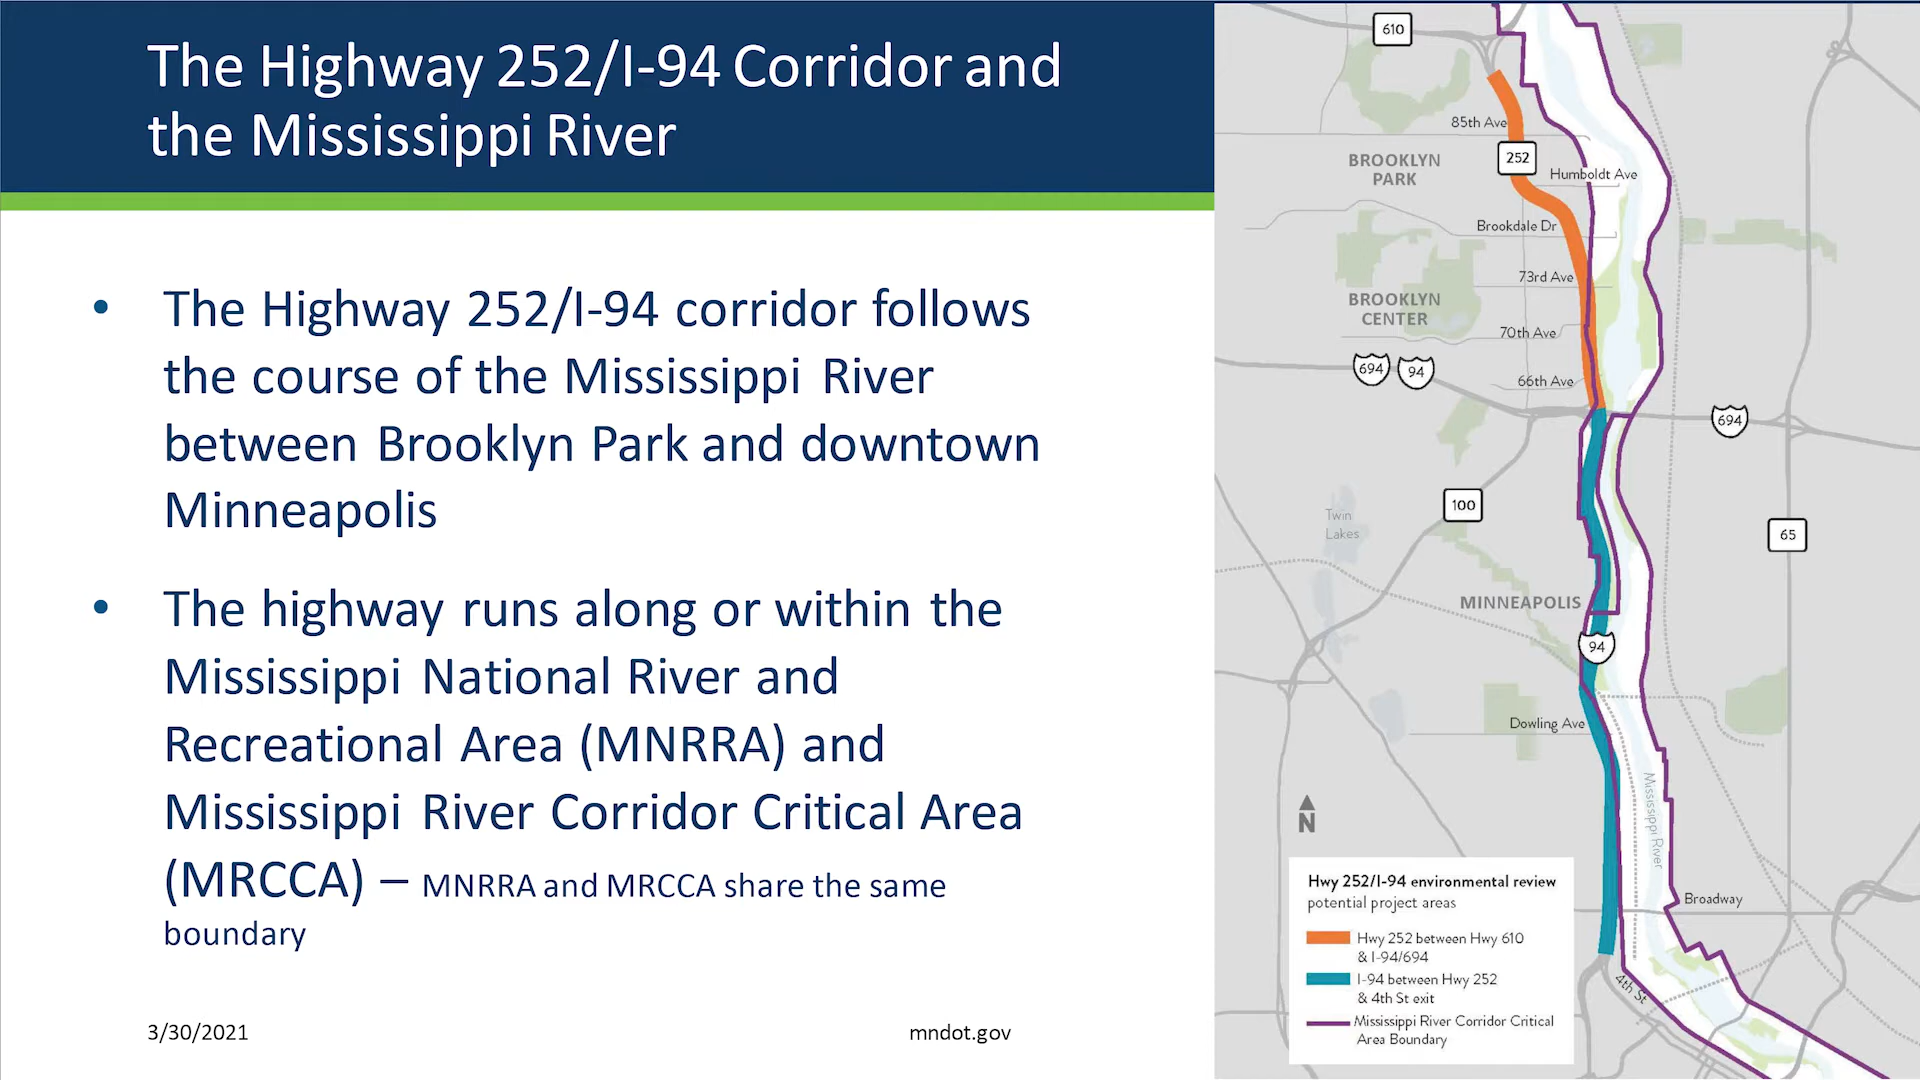 The Highway 252/I-94 Corridor and
the Mississippi River
• The Highway 252/I-94 corridor follows
the course of the Mississippi River
between Brooklyn Park and downtown
Minneapolis
• The highway runs along or within the
Mississippi National River and
Recreational Area (MNRRA) and
Mississippi River Corridor Critical Area
(MRCCA) – MNRRA and MRCCA share the same
boundary
3/30/2021
mndot.gov
610
85th Ave
252
BROOKLYN
PARK
Humboldt Ave
Brookdale Dr
73rd Ave
BROOKLYN
CENTER
70th Ave
694
94
66th Ave
694
100
Twin
Lakes
65
MINNEAPOLIS
94
Dowling Ave
Mississippi River
N
Broadway
4th St
Hwy 252/I-94 environmental review
potential project areas
Hwy 252 between Hwy 610
& I-94/694
I-94 between Hwy 252
& 4th St exit
Mississippi River Corridor Critical
Area Boundary